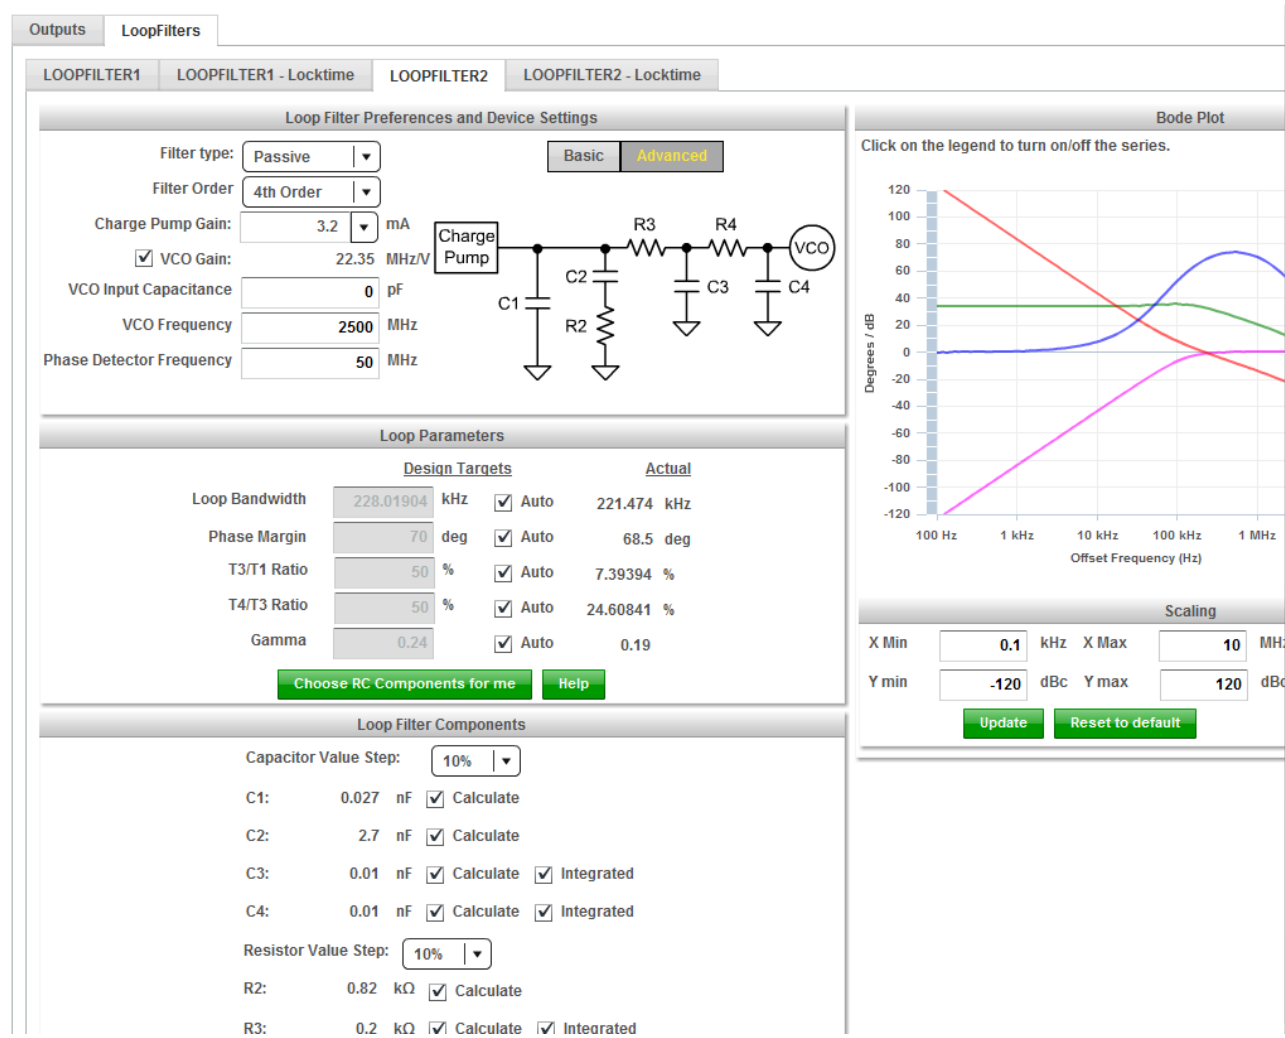 Outputs
LoopFilters
LOOPFILTER1
LOOPFILTER1 - Locktime
LOOPFILTER2
LOOPFILTER2 - Locktime
Loop Filter Preferences and Device Settings
Filter type:
Passive
Basic
Advanced
Filter Order
4th Order
Charge Pump Gain:
3.2
mA
VCO Gain:
22.35
MHz/V
VCO Input Capacitance
0
pF
VCO Frequency
2500
MHz
Phase Detector Frequency
50
MHz
Charge
Pump
R3
R4
VCO
C1
C2
C3
C4
R2
Loop Parameters
Design Targets
Actual
Loop Bandwidth
228.01904
kHz
Auto
221.474
kHz
Phase Margin
70
deg
Auto
68.5
deg
T3/T1 Ratio
50
%
Auto
7.39394
%
T4/T3 Ratio
50
%
Auto
24.60841
%
Gamma
0.24
Auto
0.19
Choose RC Components for me
Help
Loop Filter Components
Capacitor Value Step:
10%
C1:
0.027
nF
Calculate
C2:
2.7
nF
Calculate
C3:
0.01
nF
Calculate
Integrated
C4:
0.01
nF
Calculate
Integrated
Resistor Value Step:
10%
R2:
0.82
kΩ
Calculate
R3:
0.2
kΩ
Calculate
Integrated
Bode Plot
Click on the legend to turn on/off the series.
Degrees / dB
120
100
80
60
40
20
0
-20
-40
-60
-80
-100
-120
100 Hz
1 kHz
10 kHz
100 kHz
1 MHz
Offset Frequency (Hz)
Scaling
X Min
0.1
kHz
X Max
10
MHz
Y min
-120
dBc
Y max
120
dBc
Update
Reset to default